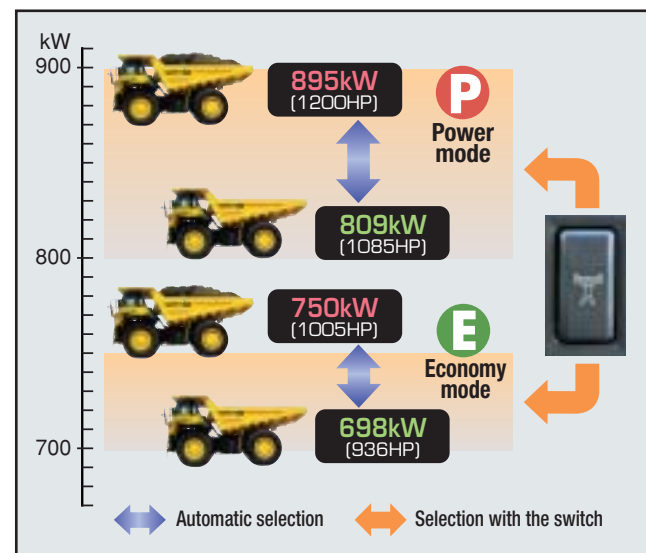 kW
900
895kW
(1200HP)
P
Power
mode
809kW
(1085HP)
800
750kW
(1005HP)
E
Economy
mode
698kW
(936HP)
700
Automatic selection
Selection with the switch